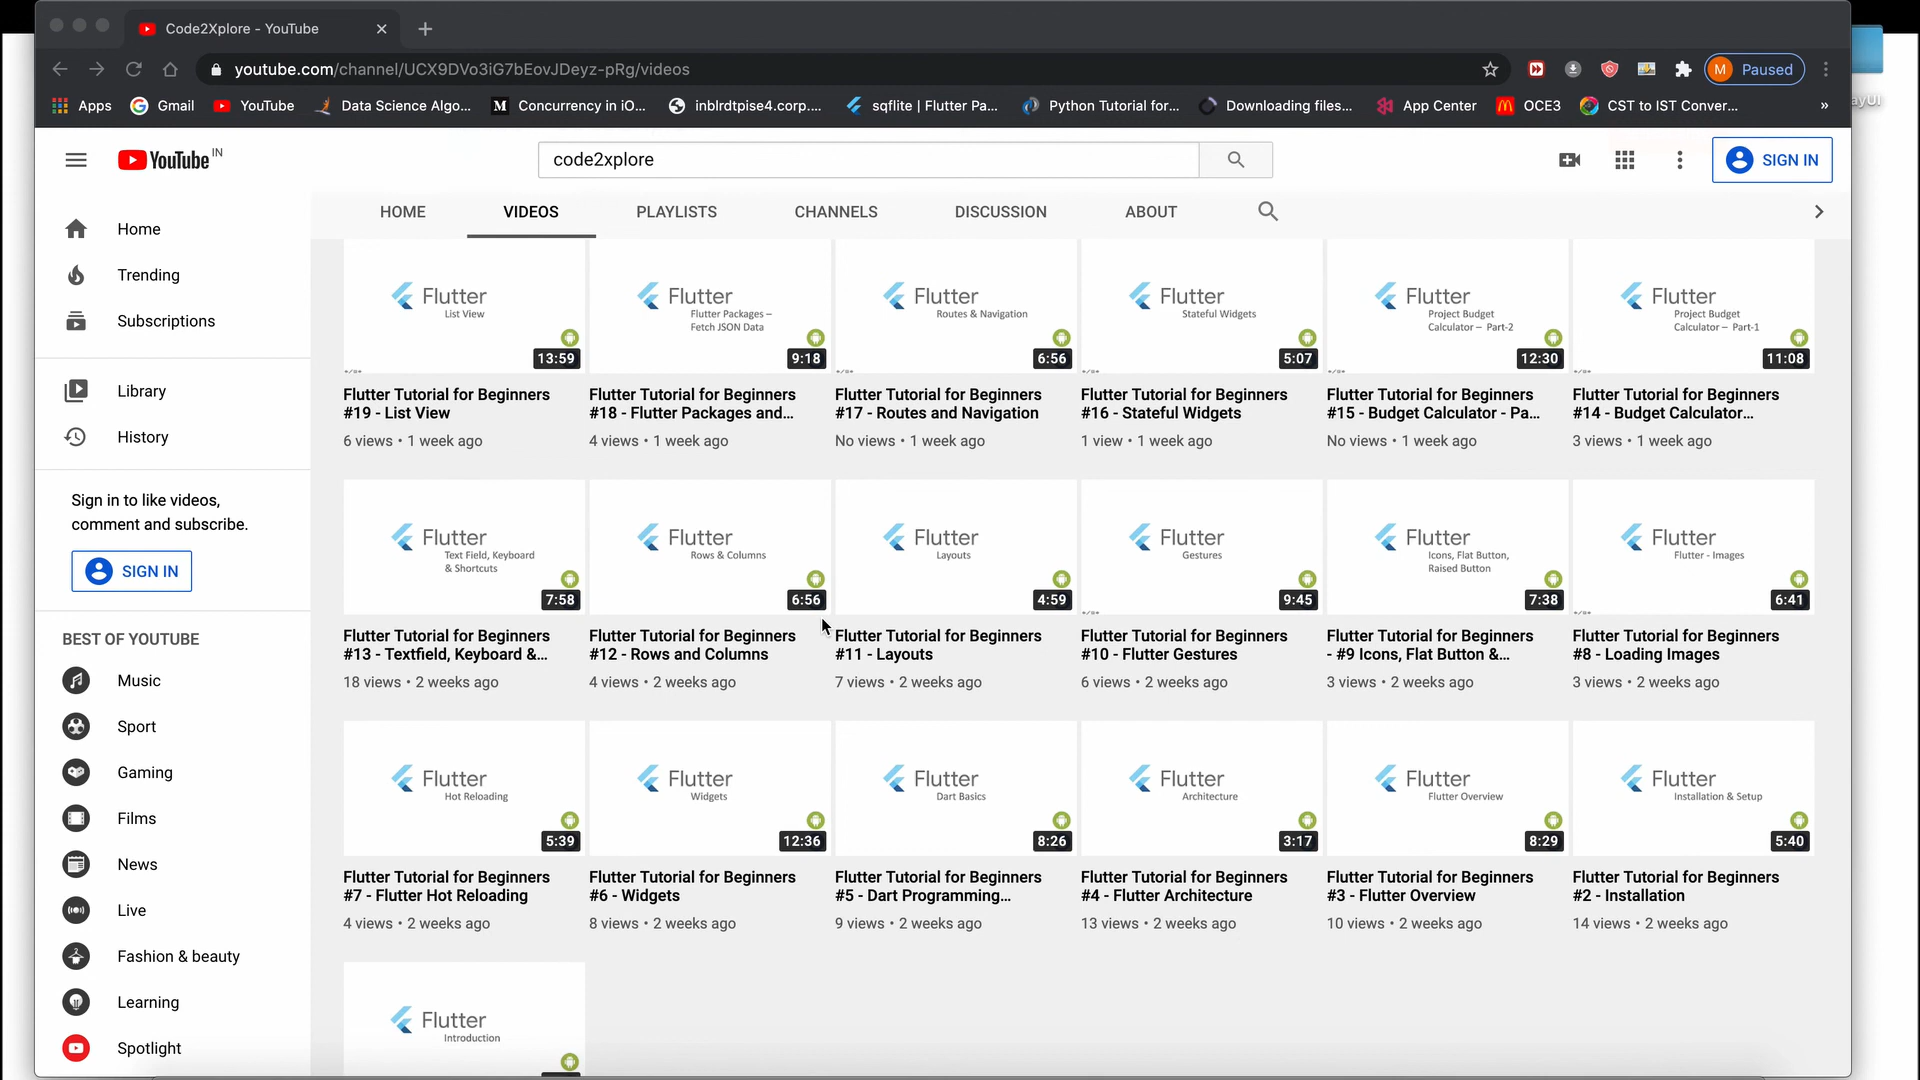 Code2Xplore - YouTube
youtube.com/channel/UCX9DVo3iG7bEovJDeyz-pRg/videos
M Paused
Apps Gmail YouTube Data Science Algo... Concurrency in iO... inblrdtpise4.corp.... sqflite | Flutter Pa... Python Tutorial for... Downloading files... App Center OCE3 CST to IST Conver... »
ayUI
YouTube IN
code2xplore
SIGN IN
HOME VIDEOS PLAYLISTS CHANNELS DISCUSSION ABOUT
Home
Trending
Subscriptions
Library
History
Sign in to like videos,
comment and subscribe.
SIGN IN
BEST OF YOUTUBE
Music
Sport
Gaming
Films
News
Live
Fashion & beauty
Learning
Spotlight
Flutter
List View
13:59
Flutter Tutorial for Beginners
#19 - List View
6 views • 1 week ago
Flutter
Flutter Packages –
Fetch JSON Data
9:18
Flutter Tutorial for Beginners
#18 - Flutter Packages and...
4 views • 1 week ago
Flutter
Routes & Navigation
6:56
Flutter Tutorial for Beginners
#17 - Routes and Navigation
No views • 1 week ago
Flutter
Stateful Widgets
5:07
Flutter Tutorial for Beginners
#16 - Stateful Widgets
1 view • 1 week ago
Flutter
Project Budget
Calculator – Part-2
12:30
Flutter Tutorial for Beginners
#15 - Budget Calculator - Pa...
No views • 1 week ago
Flutter
Project Budget
Calculator – Part-1
11:08
Flutter Tutorial for Beginners
#14 - Budget Calculator...
3 views • 1 week ago
Flutter
Text Field, Keyboard
& Shortcuts
7:58
Flutter Tutorial for Beginners
#13 - Textfield, Keyboard &...
18 views • 2 weeks ago
Flutter
Rows & Columns
6:56
Flutter Tutorial for Beginners
#12 - Rows and Columns
4 views • 2 weeks ago
Flutter
Layouts
4:59
Flutter Tutorial for Beginners
#11 - Layouts
7 views • 2 weeks ago
Flutter
Gestures
9:45
Flutter Tutorial for Beginners
#10 - Flutter Gestures
6 views • 2 weeks ago
Flutter
Icons, Flat Button,
Raised Button
7:38
Flutter Tutorial for Beginners
- #9 Icons, Flat Button &...
3 views • 2 weeks ago
Flutter
Flutter - Images
6:41
Flutter Tutorial for Beginners
#8 - Loading Images
3 views • 2 weeks ago
Flutter
Hot Reloading
5:39
Flutter Tutorial for Beginners
#7 - Flutter Hot Reloading
4 views • 2 weeks ago
Flutter
Widgets
12:36
Flutter Tutorial for Beginners
#6 - Widgets
8 views • 2 weeks ago
Flutter
Dart Basics
8:26
Flutter Tutorial for Beginners
#5 - Dart Programming...
9 views • 2 weeks ago
Flutter
Architecture
3:17
Flutter Tutorial for Beginners
#4 - Flutter Architecture
13 views • 2 weeks ago
Flutter
Flutter Overview
8:29
Flutter Tutorial for Beginners
#3 - Flutter Overview
10 views • 2 weeks ago
Flutter
Installation & Setup
5:40
Flutter Tutorial for Beginners
#2 - Installation
14 views • 2 weeks ago
Flutter
Introduction